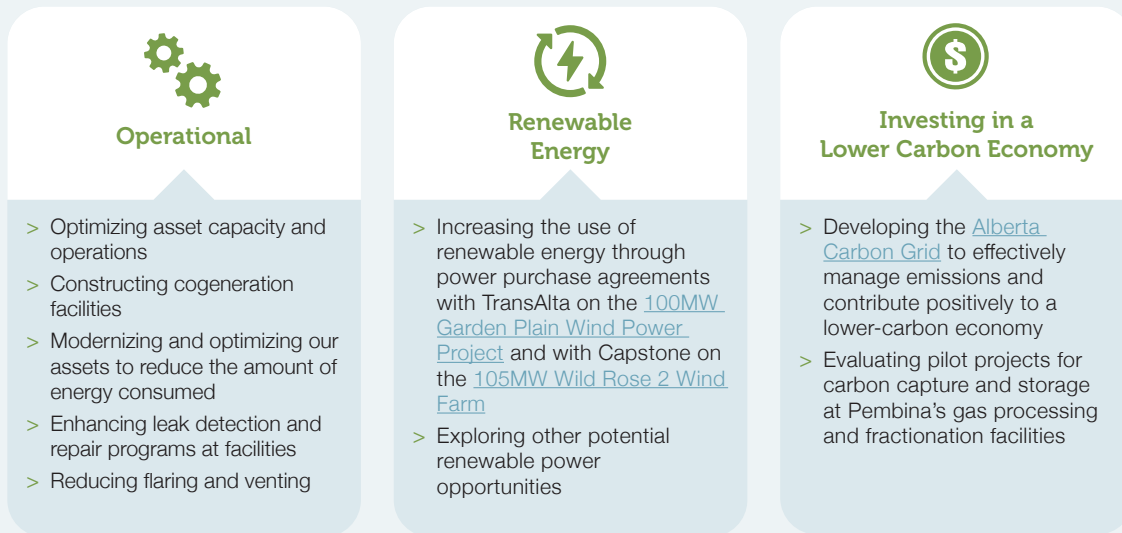 Operational
> Optimizing asset capacity and
operations
> Constructing cogeneration
facilities
> Modernizing and optimizing our
assets to reduce the amount of
energy consumed
> Enhancing leak detection and
repair programs at facilities
> Reducing flaring and venting
Renewable
Energy
> Increasing the use of
renewable energy through
power purchase agreements
with TransAlta on the 100MW
Garden Plain Wind Power
Project and with Capstone on
the 105MW Wild Rose 2 Wind
Farm
> Exploring other potential
renewable power
opportunities
$
Investing in a
Lower Carbon Economy
> Developing the Alberta
Carbon Grid to effectively
manage emissions and
contribute positively to a
lower-carbon economy
> Evaluating pilot projects for
carbon capture and storage
at Pembina’s gas processing
and fractionation facilities